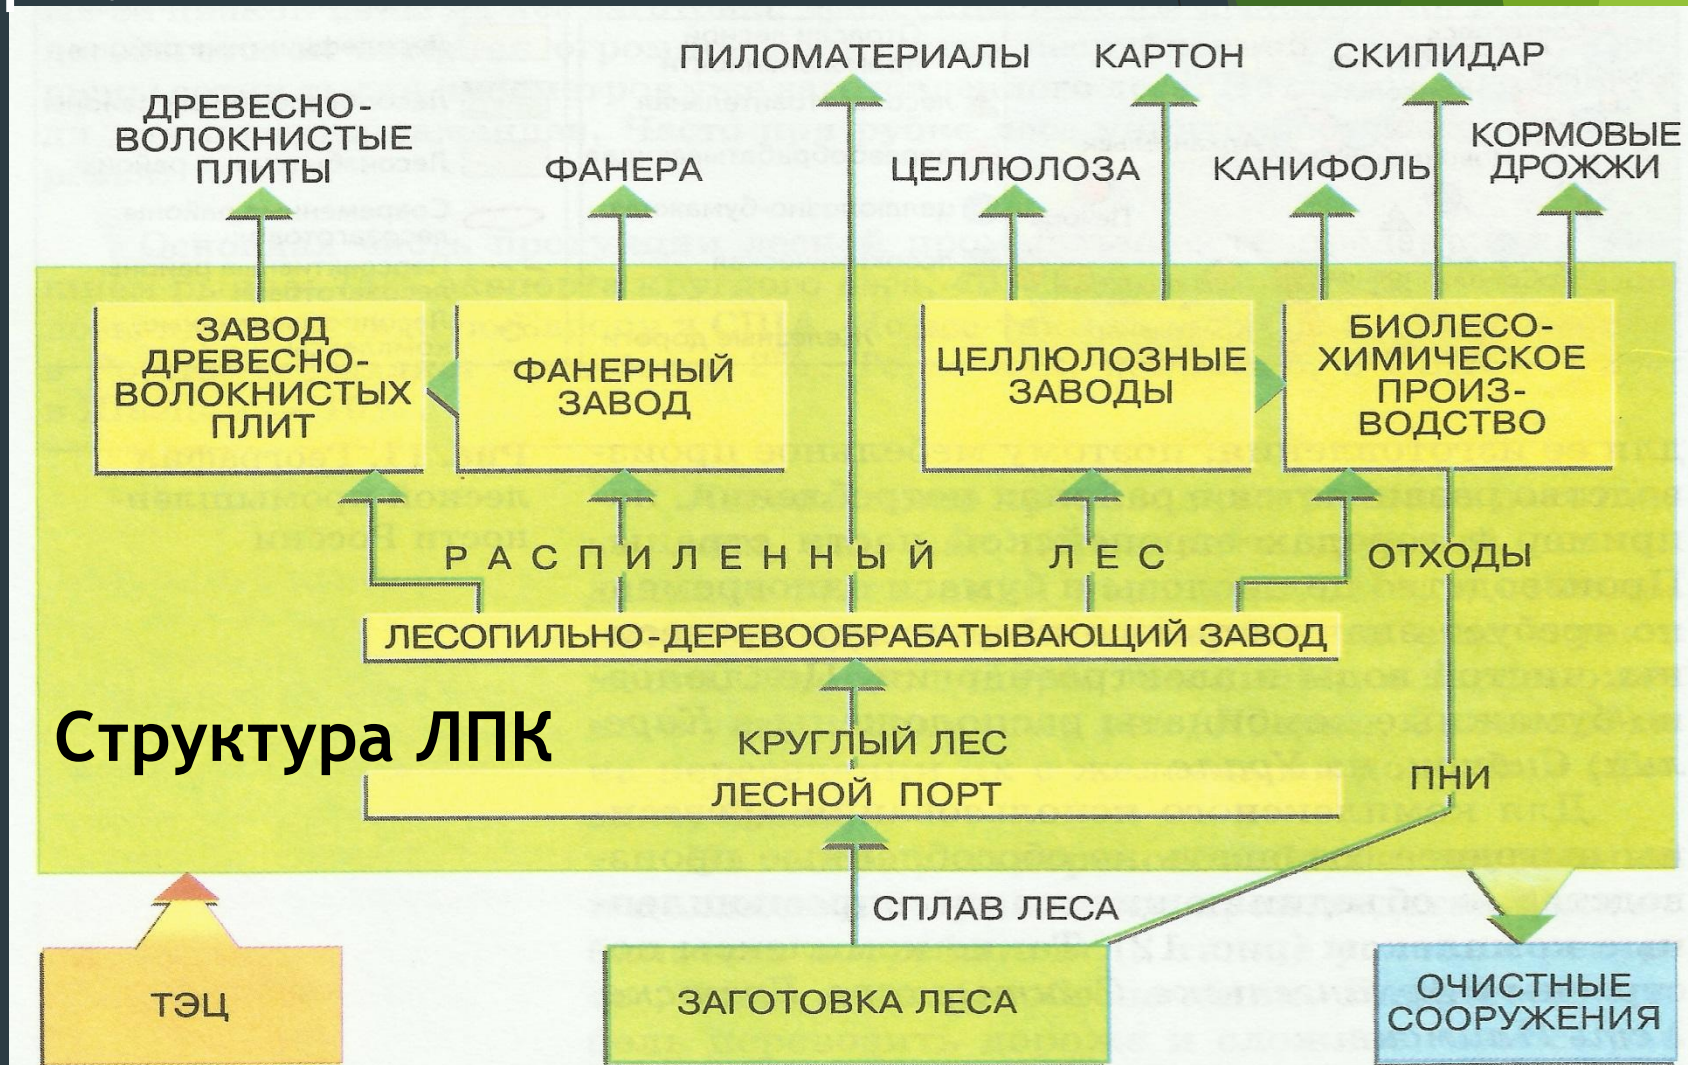 ПИЛОМАТЕРИАЛЫ КАРТОН СКИПИДАР
ДРЕВЕСНО-
ВОЛОКНИСТЫЕ
ПЛИТЫ
ФАНЕРА
ЦЕЛЛЮЛОЗА
КАНИФОЛЬ
КОРМОВЫЕ
ДРОЖЖИ
ЗАВОД
ДРЕВЕСНО-
ВОЛОКНИСТЫХ
ПЛИТ
ФАНЕРНЫЙ
ЗАВОД
ЦЕЛЛЮЛОЗНЫЕ
ЗАВОДЫ
БИОЛЕСО-
ХИМИЧЕСКОЕ
ПРОИЗ-
ВОДСТВО
РАСПИЛЕННЫЙ ЛЕС
ОТХОДЫ
ЛЕСОПИЛЬНО-ДЕРЕВООБРАБАТЫВАЮЩИЙ ЗАВОД
Структура ЛПК
КРУГЛЫЙ ЛЕС
ЛЕСНОЙ ПОРТ
ПНИ
СПЛАВ ЛЕСА
ТЭЦ
ЗАГОТОВКА ЛЕСА
ОЧИСТНЫЕ
СООРУЖЕНИЯ